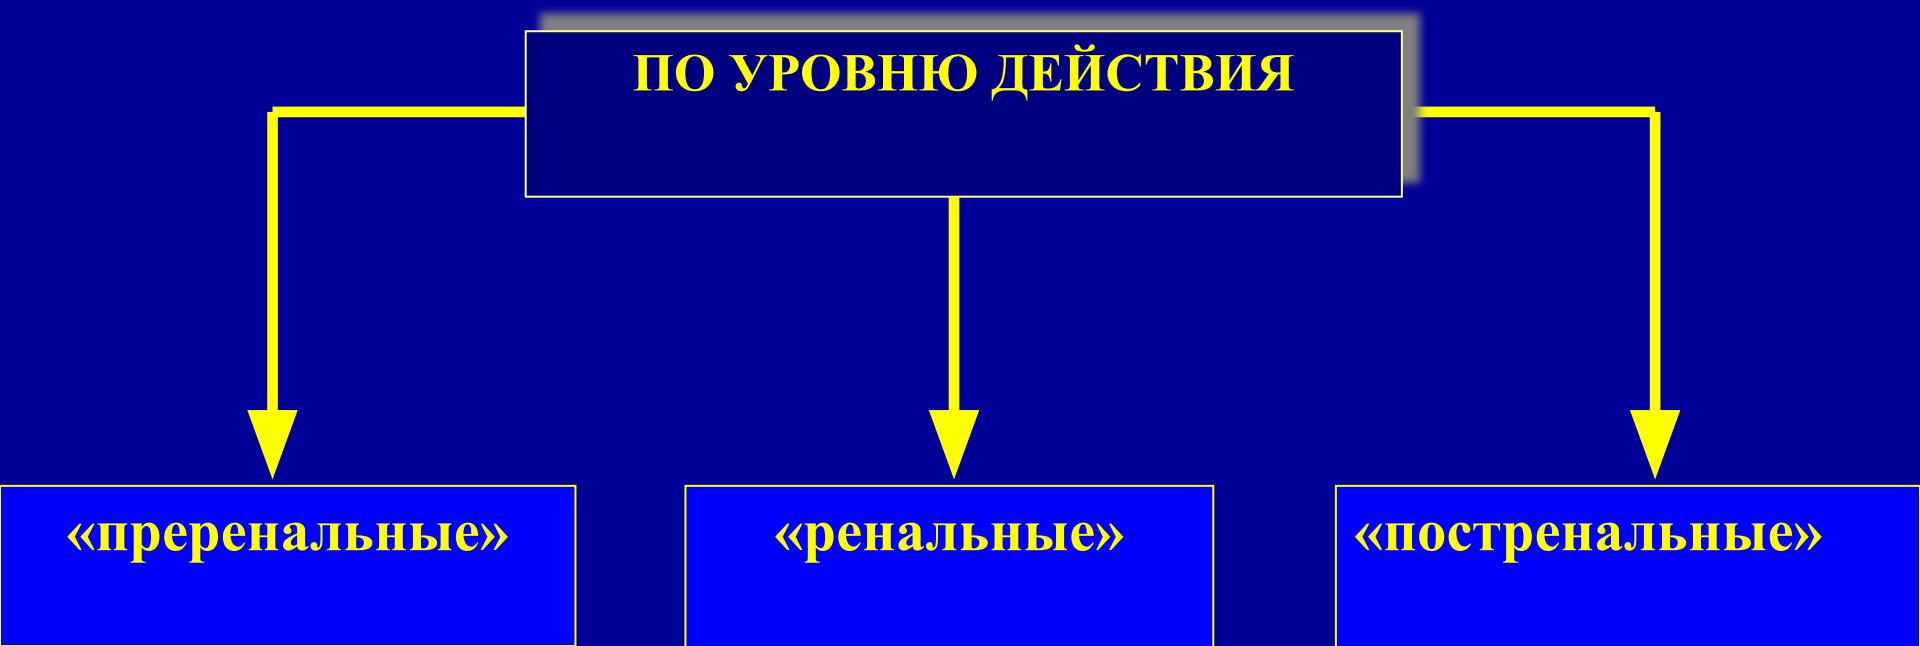 ПО УРОВНЮ ДЕЙСТВИЯ
«преренальные»
«ренальные»
«постренальные»